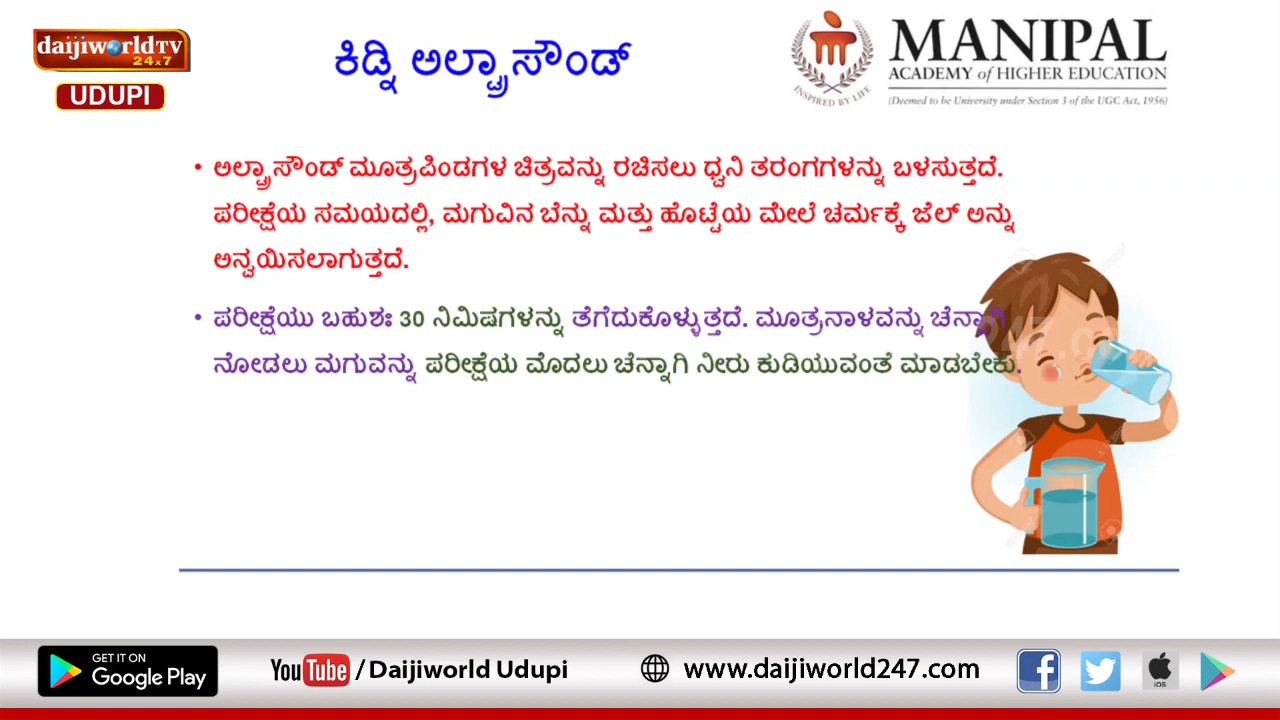 daijiworldTV
24x7
UDUPI
ಕಿಡ್ನಿ ಅಲ್ಟ್ರಾಸೌಂಡ್
MANIPAL
ACADEMY of HIGHER EDUCATION
(Deemed to be University under Section 3 of the UGC Act, 1956)
INSPIRED BY LIFE
• ಅಲ್ಟ್ರಾಸೌಂಡ್ ಮೂತ್ರಪಿಂಡಗಳ ಚಿತ್ರವನ್ನು ರಚಿಸಲು ಧ್ವನಿ ತರಂಗಗಳನ್ನು ಬಳಸುತ್ತದೆ.
ಪರೀಕ್ಷೆಯ ಸಮಯದಲ್ಲಿ, ಮಗುವಿನ ಬೆನ್ನು ಮತ್ತು ಹೊಟ್ಟೆಯ ಮೇಲೆ ಚರ್ಮಕ್ಕೆ ಜೆಲ್ ಅನ್ನು
ಅನ್ವಯಿಸಲಾಗುತ್ತದೆ.
• ಪರೀಕ್ಷೆಯು ಬಹುಶಃ 30 ನಿಮಿಷಗಳನ್ನು ತೆಗೆದುಕೊಳ್ಳುತ್ತದೆ. ಮೂತ್ರನಾಳವನ್ನು ಚೆನ್ನಾಗಿ
ನೋಡಲು ಮಗುವನ್ನು ಪರೀಕ್ಷೆಯ ಮೊದಲು ಚೆನ್ನಾಗಿ ನೀರು ಕುಡಿಯುವಂತೆ ಮಾಡಬೇಕು.
GET IT ON
Google Play
YouTube / Daijiworld Udupi
www.daijiworld247.com
iOS